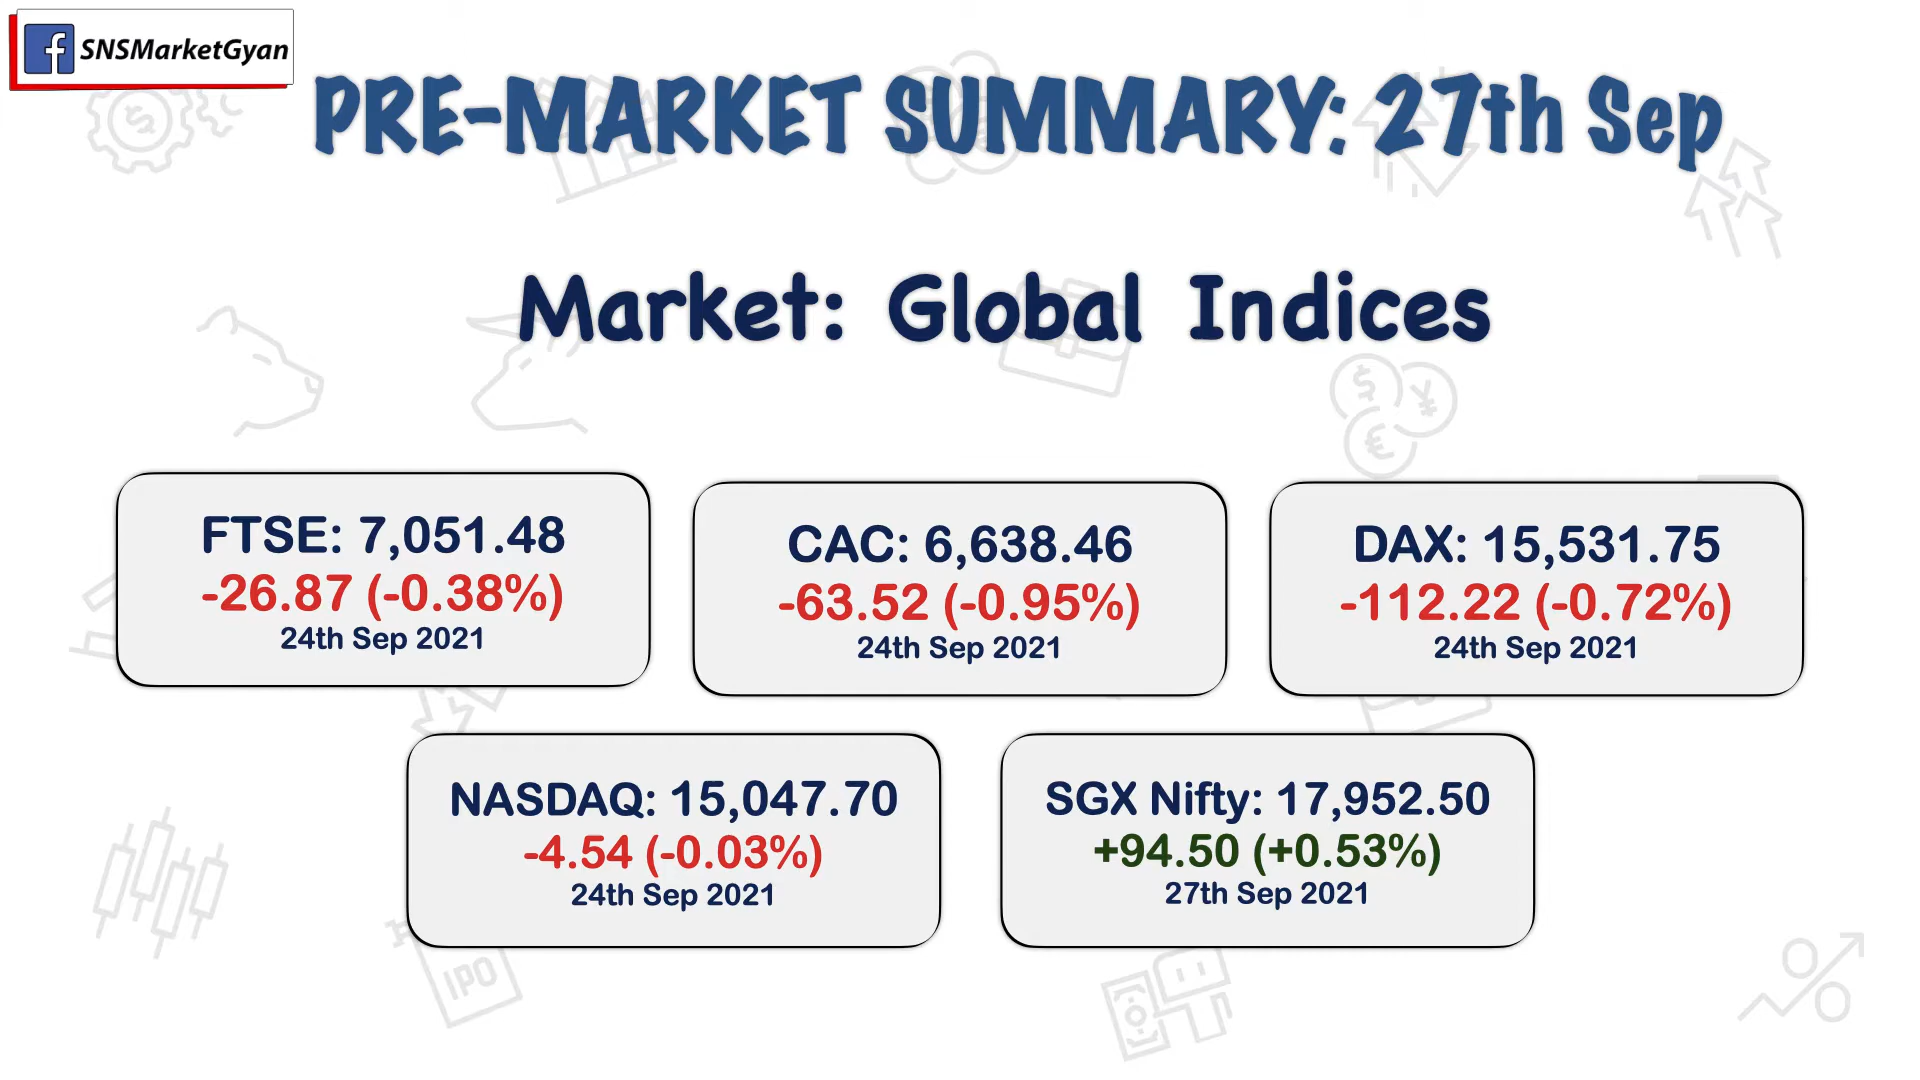 SNSMarketGyan
PRE-MARKET SUMMARY: 27th Sep
Market: Global Indices
FTSE: 7,051.48
-26.87 (-0.38%)
24th Sep 2021
CAC: 6,638.46
-63.52 (-0.95%)
24th Sep 2021
DAX: 15,531.75
-112.22 (-0.72%)
24th Sep 2021
NASDAQ: 15,047.70
-4.54 (-0.03%)
24th Sep 2021
SGX Nifty: 17,952.50
+94.50 (+0.53%)
27th Sep 2021
IPO